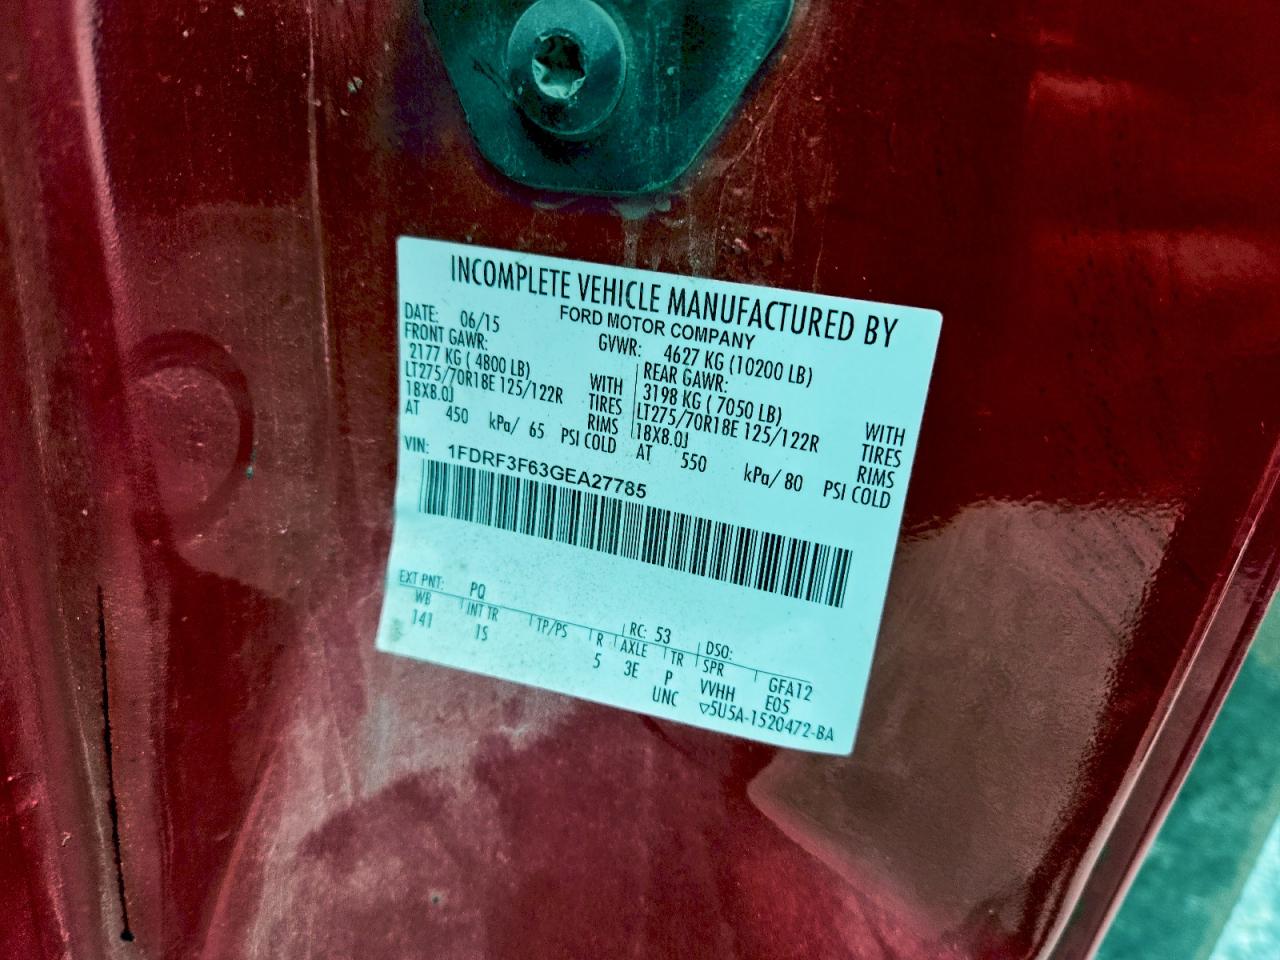 INCOMPLETE VEHICLE MANUFACTURED BY
FORD MOTOR COMPANY
DATE: 06/15 GVWR: 4627 KG (10200 LB)
FRONT GAWR: REAR GAWR:
2177 KG ( 4800 LB) WITH 3198 KG ( 7050 LB) WITH
LT275/70R18E 125/122R TIRES LT275/70R18E 125/122R TIRES
18X8.0J RIMS 18X8.0J RIMS
AT 450 kPa/ 65 PSI COLD AT 550 kPa/ 80 PSI COLD
VIN: 1FDRF3F63GEA27785
EXT PNT: PQ RC: 53 DSO:
WB INT TR TP/PS R AXLE TR SPR GFA12
141 1S 5 3E P VVHH E05
UNC ▽5U5A-1520472-BA